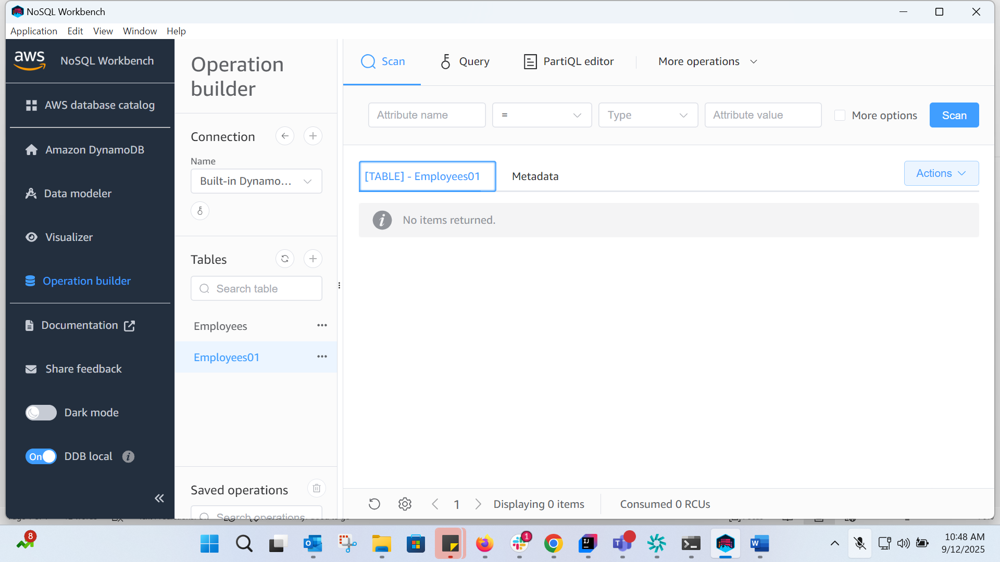 NoSQL Workbench
Application Edit View Window Help
aws NoSQL Workbench
AWS database catalog
Amazon DynamoDB
Data modeler
Visualizer
Operation builder
Documentation
Share feedback
Dark mode
On DDB local
Operation
builder
Connection
Name
Built-in Dynamo...
Tables
Search table
Employees
Employees01
Saved operations
Search operations
Scan Query PartiQL editor More operations
Attribute name = Type Attribute value More options Scan
[TABLE] - Employees01 Metadata Actions
No items returned.
1 Displaying 0 items Consumed 0 RCUs
8
1
10:48 AM
9/12/2025